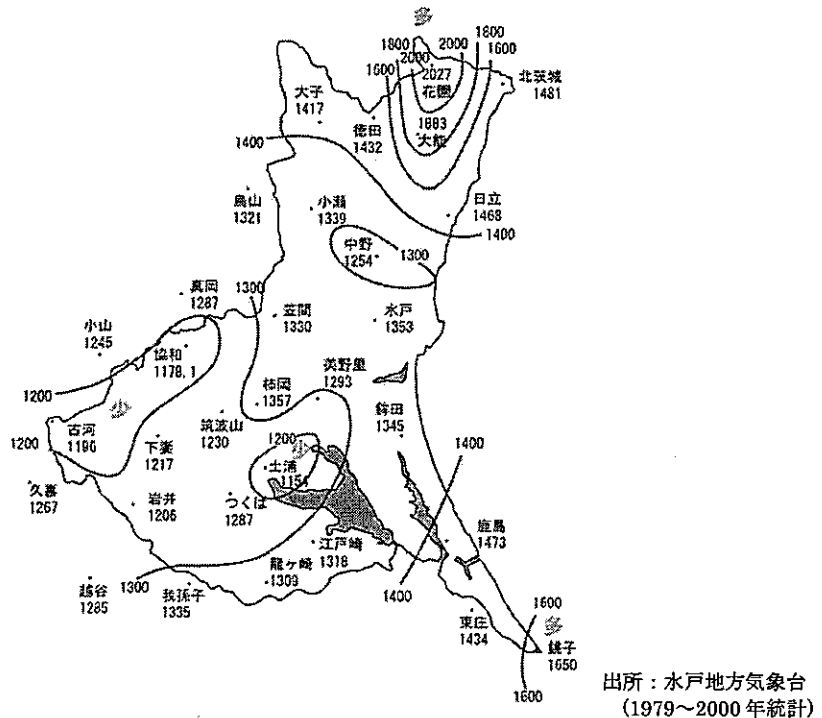 多
1800
1800
2000
2000
1600
1600
2027
花園
北茨城
1481
大子
1417
1883
大能
徳田
1432
1400
烏山
1321
小瀬
1339
日立
1468
1400
中野
1254
1300
真岡
1287
1300
笠間
1330
水戸
1353
小山
1245
協和
1178.1
美野里
1293
柿岡
1357
1200
少
鉾田
1345
古河
1196
筑波山
1230
1200
少
1200
下妻
1217
土浦
1154
1400
久喜
1267
岩井
1206
つくば
1287
鹿島
1473
江戸崎
1318
龍ヶ崎
1309
1300
越谷
1285
我孫子
1335
1400
1600
多
東庄
1434
銚子
1650
1600
出所：水戸地方気象台
（1979～2000年統計）